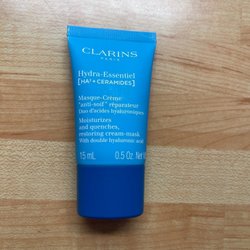 CLARINS
PARIS
Hydra-Essentiel
[HA² + CERAMIDES]
Masque-Crème
"anti-soif" réparateur
Duo d'acides hyaluroniques
Moisturizes
and quenches,
restoring cream-mask
With double hyaluronic acid
15 mL 0.5 Oz. Net